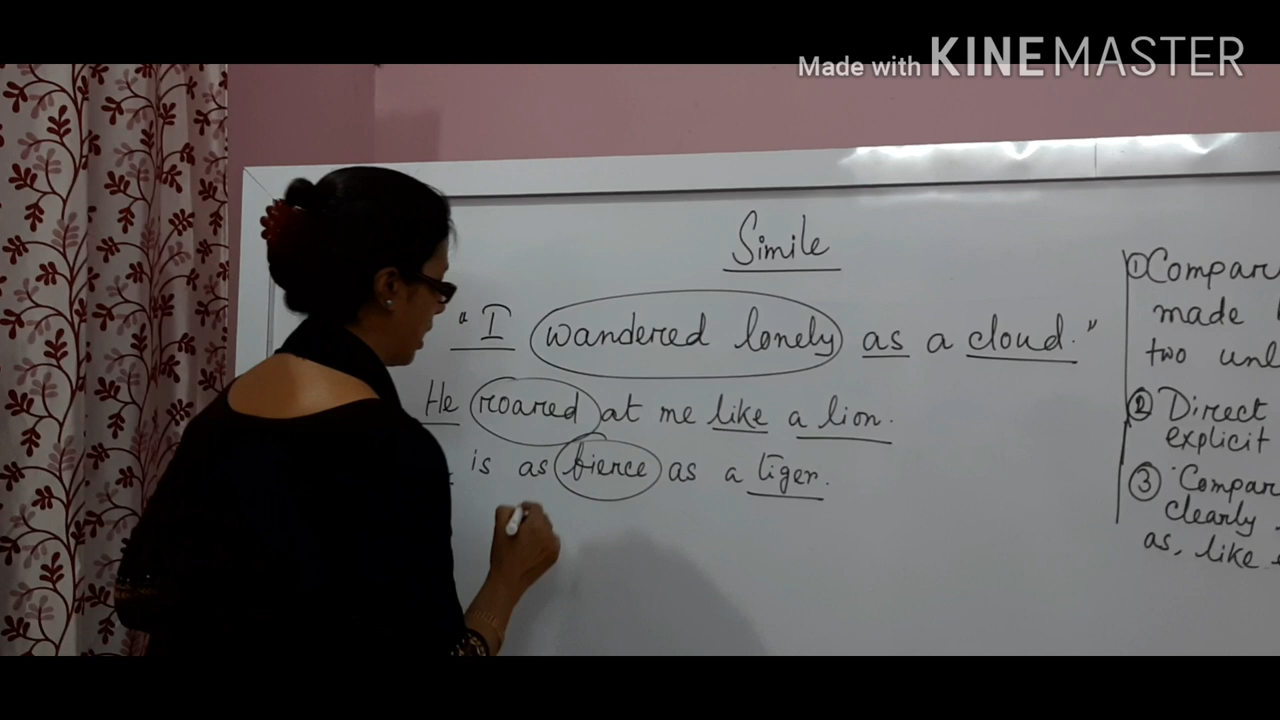 Made with KINEMASTER
Simile
"I wandered lonely as a cloud."
He roared at me like a lion.
is as fierce as a tiger.
① Compar
made
two unl
② Direct
explicit
③ Compar
clearly
as, like